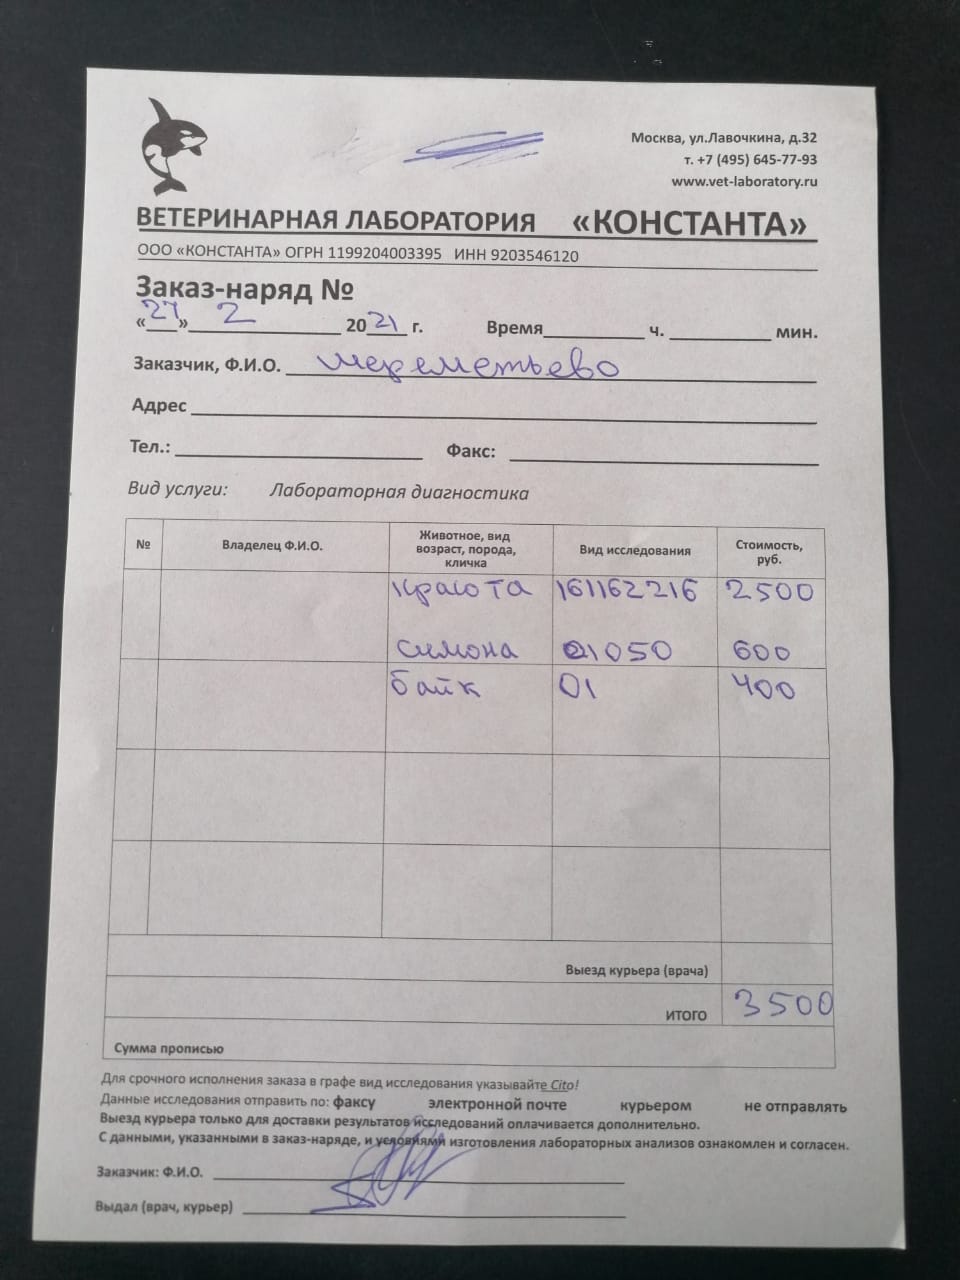 Москва, ул.Лавочкина, д.32
т. +7 (495) 645-77-93
www.vet-laboratory.ru
ВЕТЕРИНАРНАЯ ЛАБОРАТОРИЯ «КОНСТАНТА»
ООО «КОНСТАНТА» ОГРН 1199204003395 ИНН 9203546120
Заказ-наряд №
«27» 2 2021 г. Время ч. мин.
Заказчик, Ф.И.О. шереметьево
Адрес
Тел.: Факс:
Вид услуги: Лабораторная диагностика
№ Владелец Ф.И.О. Животное, вид возраст, порода, кличка Вид исследования Стоимость, руб.
красота 161162216 2500
симона 01050 600
байк 01 400
Выезд курьера (врача)
ИТОГО 3500
Сумма прописью
Для срочного исполнения заказа в графе вид исследования указывайте Cito!
Данные исследования отправить по: факсу электронной почте курьером не отправлять
Выезд курьера только для доставки результатов исследований оплачивается дополнительно.
С данными, указанными в заказ-наряде, и условиями изготовления лабораторных анализов ознакомлен и согласен.
Заказчик: Ф.И.О.
Выдал (врач, курьер)